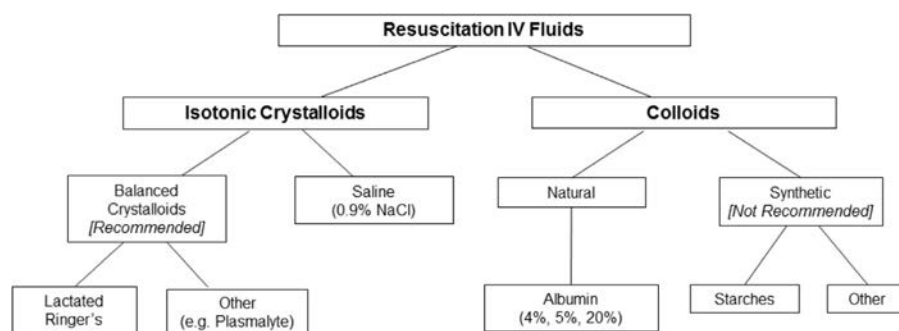 Resuscitation IV Fluids
Isotonic Crystalloids
Colloids
Balanced
Crystalloids
[Recommended]
Saline
(0.9% NaCl)
Natural
Synthetic
[Not Recommended]
Lactated
Ringer's
Other
(e.g. Plasmalyte)
Albumin
(4%, 5%, 20%)
Starches
Other